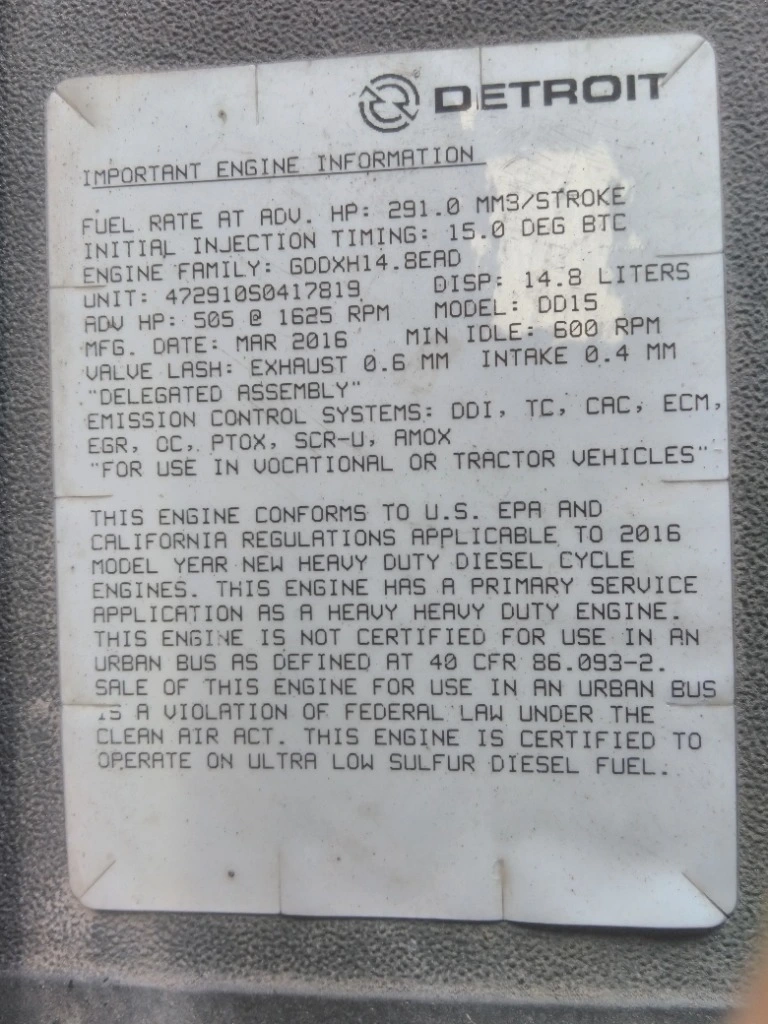 DETROIT
IMPORTANT ENGINE INFORMATION
FUEL RATE AT ADV. HP: 291.0 MM3/STROKE
INITIAL INJECTION TIMING: 15.0 DEG BTC
ENGINE FAMILY: GDDXH14.8EAD
UNIT: 472910S0417819 DISP: 14.8 LITERS
ADV HP: 505 @ 1625 RPM MODEL: DD15
MFG. DATE: MAR 2016 MIN IDLE: 600 RPM
VALVE LASH: EXHAUST 0.6 MM INTAKE 0.4 MM
"DELEGATED ASSEMBLY"
EMISSION CONTROL SYSTEMS: DDI, TC, CAC, ECM,
EGR, OC, PTOX, SCR-U, AMOX
"FOR USE IN VOCATIONAL OR TRACTOR VEHICLES"
THIS ENGINE CONFORMS TO U.S. EPA AND
CALIFORNIA REGULATIONS APPLICABLE TO 2016
MODEL YEAR NEW HEAVY DUTY DIESEL CYCLE
ENGINES. THIS ENGINE HAS A PRIMARY SERVICE
APPLICATION AS A HEAVY HEAVY DUTY ENGINE.
THIS ENGINE IS NOT CERTIFIED FOR USE IN AN
URBAN BUS AS DEFINED AT 40 CFR 86.093-2.
SALE OF THIS ENGINE FOR USE IN AN URBAN BUS
IS A VIOLATION OF FEDERAL LAW UNDER THE
CLEAN AIR ACT. THIS ENGINE IS CERTIFIED TO
OPERATE ON ULTRA LOW SULFUR DIESEL FUEL.